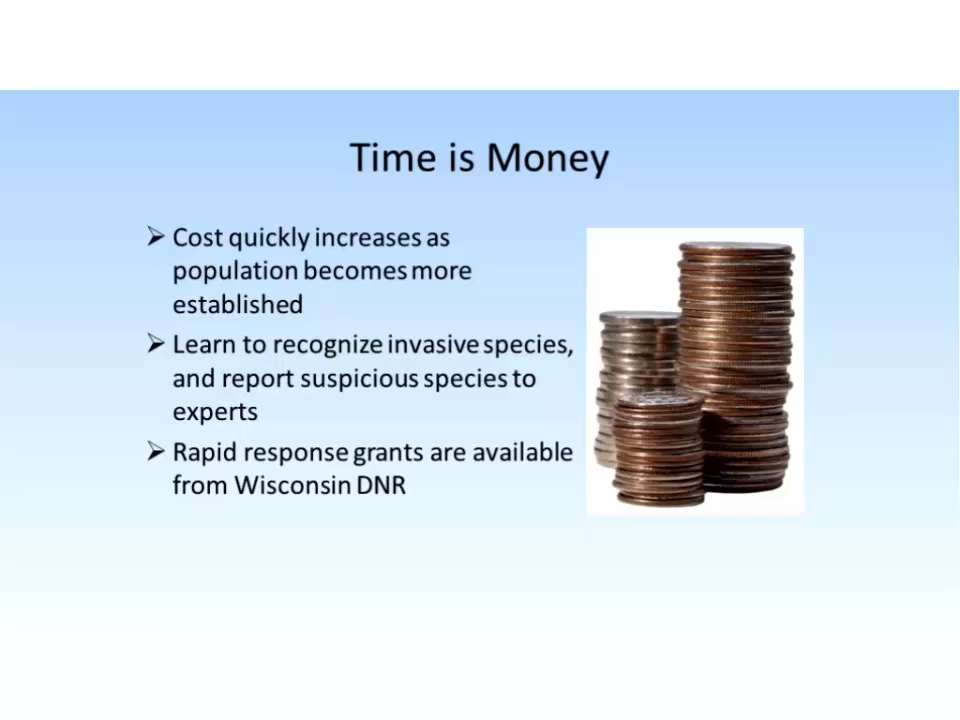 Time is Money
➢ Cost quickly increases as
population becomes more
established
➢ Learn to recognize invasive species,
and report suspicious species to
experts
➢ Rapid response grants are available
from Wisconsin DNR